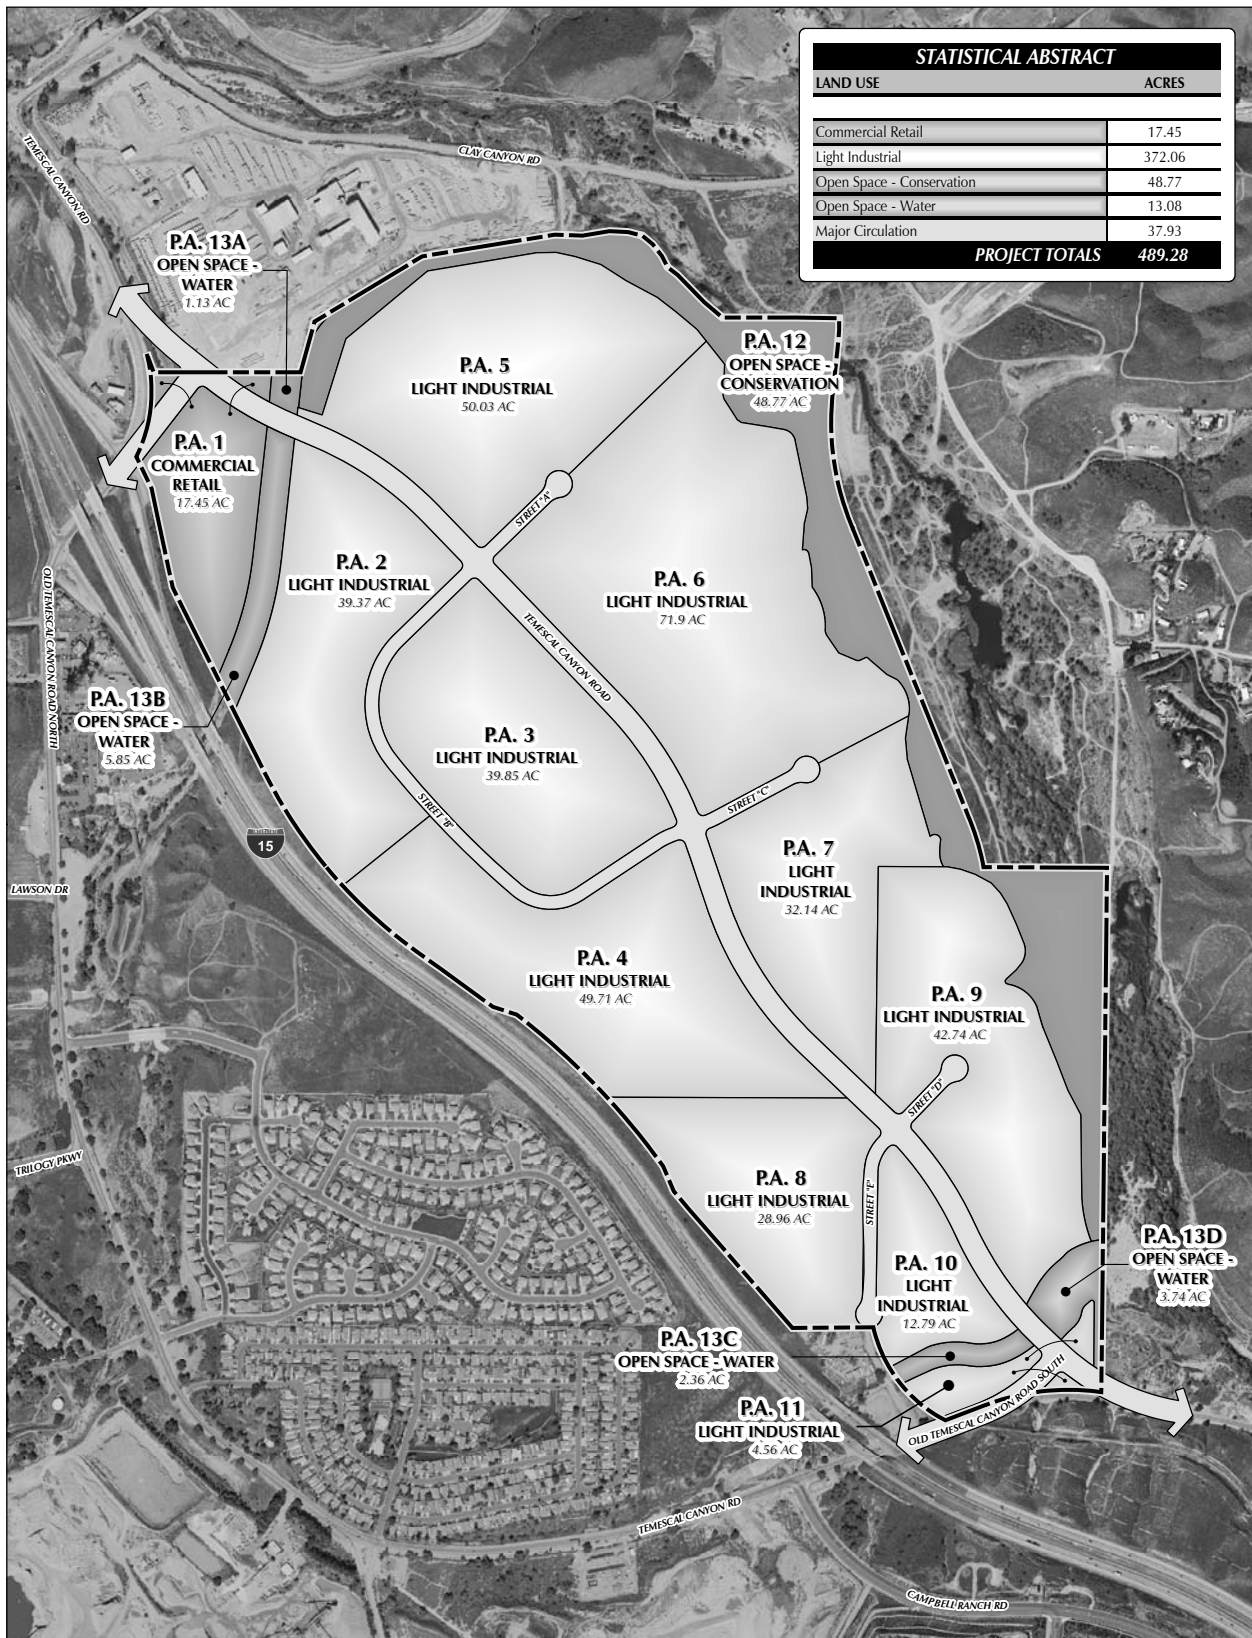 STATISTICAL ABSTRACT
LAND USE ACRES
Commercial Retail 17.45
Light Industrial 372.06
Open Space - Conservation 48.77
Open Space - Water 13.08
Major Circulation 37.93
PROJECT TOTALS 489.28
TEMESCAL CANYON RD
CLAY CANYON RD
P.A. 13A
OPEN SPACE -
WATER
1.13 AC
P.A. 5
LIGHT INDUSTRIAL
50.03 AC
P.A. 12
OPEN SPACE -
CONSERVATION
48.77 AC
P.A. 1
COMMERCIAL
RETAIL
17.45 AC
STREET "A"
P.A. 2
LIGHT INDUSTRIAL
39.37 AC
P.A. 6
LIGHT INDUSTRIAL
71.9 AC
OLD TEMESCAL CANYON ROAD NORTH
TEMESCAL CANYON ROAD
P.A. 13B
OPEN SPACE -
WATER
5.85 AC
P.A. 3
LIGHT INDUSTRIAL
39.85 AC
STREET "B"
STREET "C"
INTERSTATE
15
LAWSON DR
P.A. 7
LIGHT
INDUSTRIAL
32.14 AC
P.A. 4
LIGHT INDUSTRIAL
49.71 AC
P.A. 9
LIGHT INDUSTRIAL
42.74 AC
STREET "D"
TRILOGY PKWY
P.A. 8
LIGHT INDUSTRIAL
28.96 AC
STREET "E"
P.A. 10
LIGHT
INDUSTRIAL
12.79 AC
P.A. 13D
OPEN SPACE -
WATER
3.74 AC
P.A. 13C
OPEN SPACE - WATER
2.36 AC
P.A. 11
LIGHT INDUSTRIAL
4.56 AC
OLD TEMESCAL CANYON ROAD SOUTH
TEMESCAL CANYON RD
CAMPBELL RANCH RD